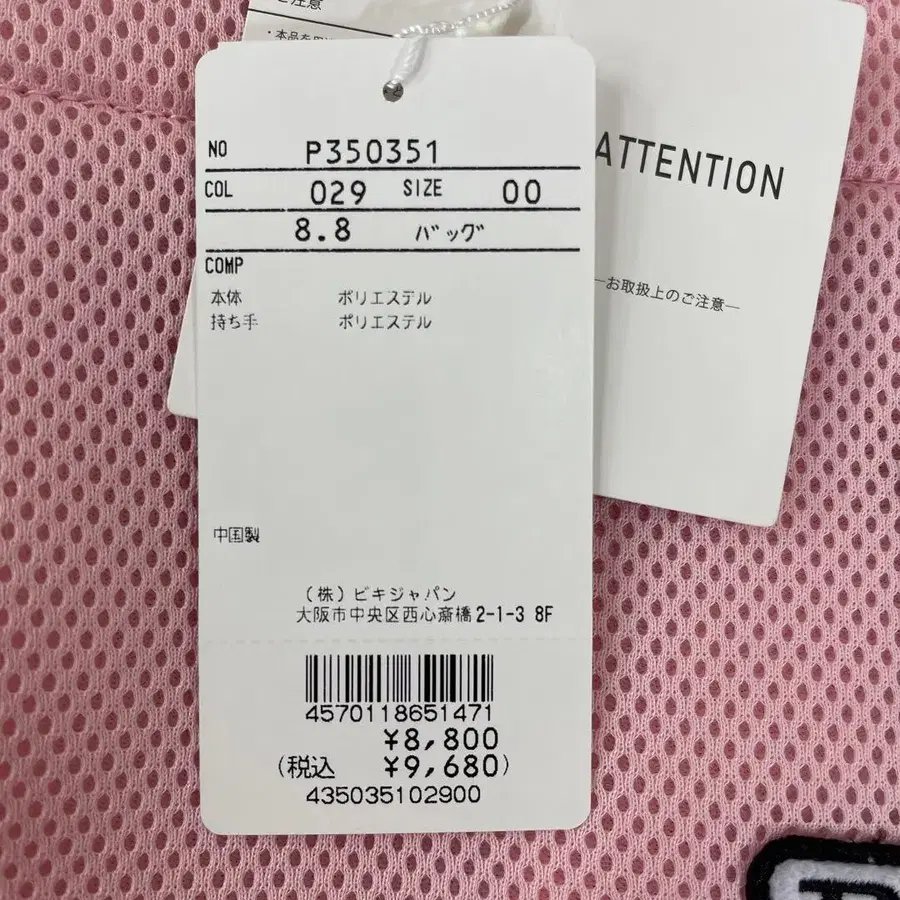 ご注意
NO P350351
COL 029 SIZE 00
8.8 バッグ
COMP
本体 ポリエステル
持ち手 ポリエステル
中国製
(株)ビキジャパン
大阪市中央区西心斎橋2-1-3 8F
4570118651471
¥8,800
(税込 ¥9,680)
435035102900
ATTENTION
—お取扱上のご注意—